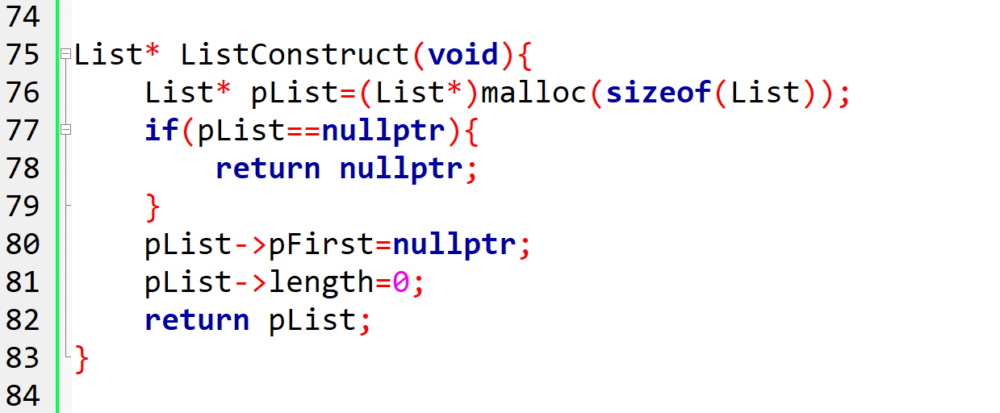 74
75 List* ListConstruct(void){
76     List* pList=(List*)malloc(sizeof(List));
77     if(pList==nullptr){
78         return nullptr;
79     }
80     pList->pFirst=nullptr;
81     pList->length=0;
82     return pList;
83 }
84